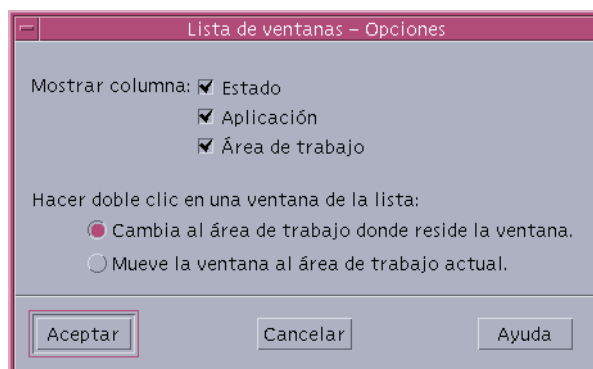 Lista de ventanas – Opciones
Mostrar columna: Estado
Aplicación
Área de trabajo
Hacer doble clic en una ventana de la lista:
Cambia al área de trabajo donde reside la ventana.
Mueve la ventana al área de trabajo actual.
Aceptar Cancelar Ayuda